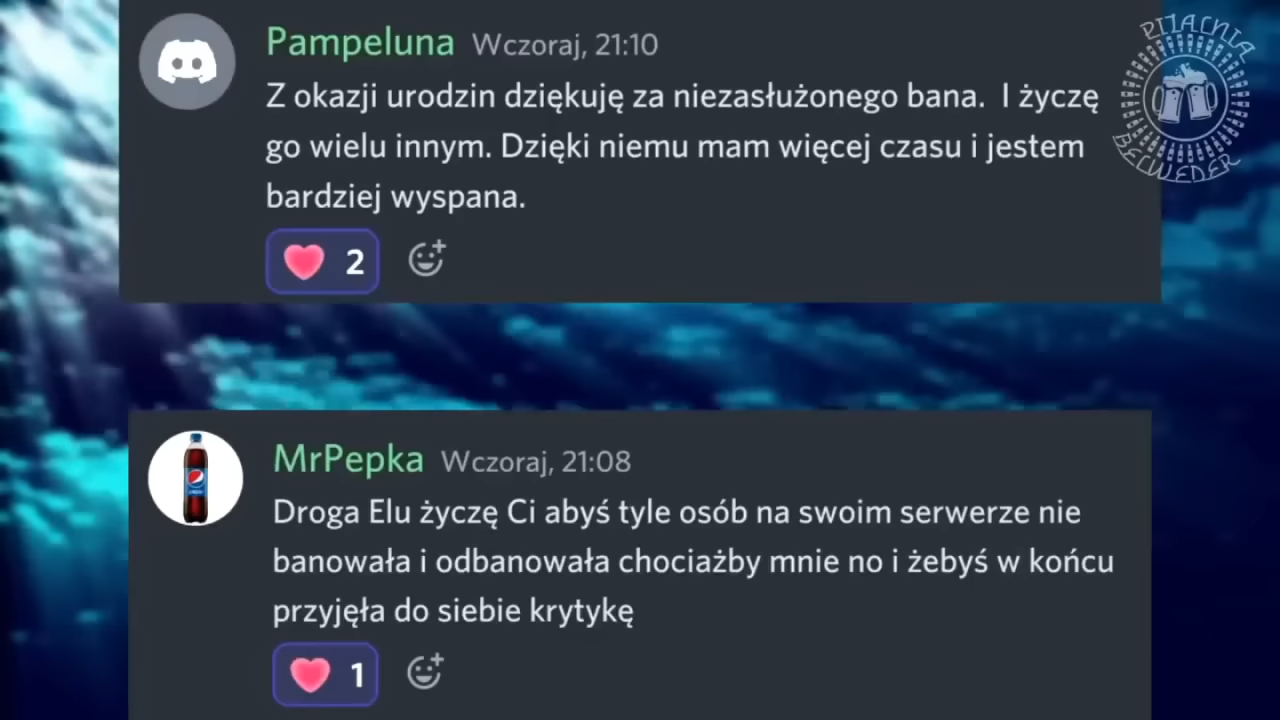 Pampeluna Wczoraj, 21:10
Z okazji urodzin dziękuję za niezasłużonego bana. I życzę
go wielu innym. Dzięki niemu mam więcej czasu i jestem
bardziej wyspana.
2
PIJALNIA
BELWEDER
MrPepka Wczoraj, 21:08
Droga Elu życzę Ci abyś tyle osób na swoim serwerze nie
banowała i odbanowała chociażby mnie no i żebyś w końcu
przyjęła do siebie krytykę
1